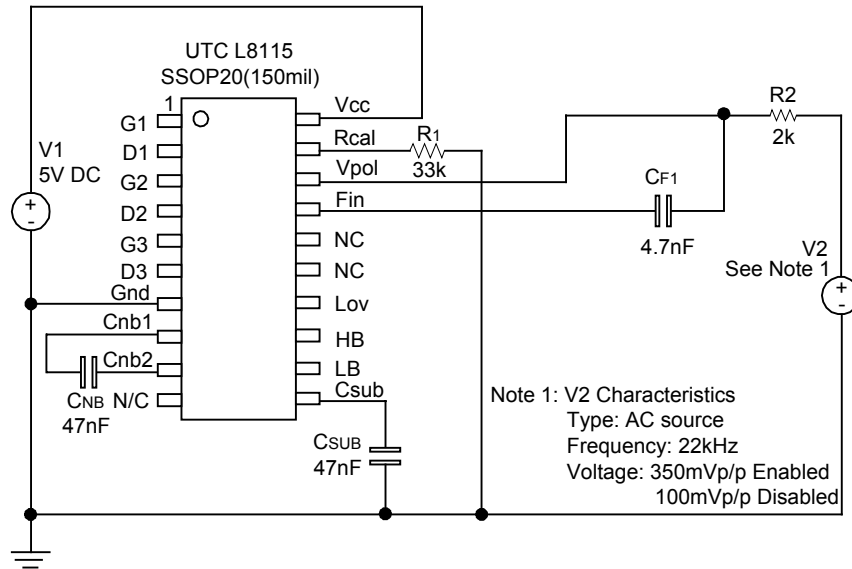 UTC L8115
SSOP20(150mil)
1
Vcc
G1
Rcal
R1
33k
R2
2k
V1
5V DC
D1
Vpol
G2
Fin
CF1
4.7nF
D2
NC
G3
NC
V2
See Note 1
D3
Lov
Gnd
HB
Cnb1
LB
Cnb2
Csub
CNB
47nF
N/C
CSUB
47nF
Note 1: V2 Characteristics
Type: AC source
Frequency: 22kHz
Voltage: 350mVp/p Enabled
100mVp/p Disabled
+
-
+
-